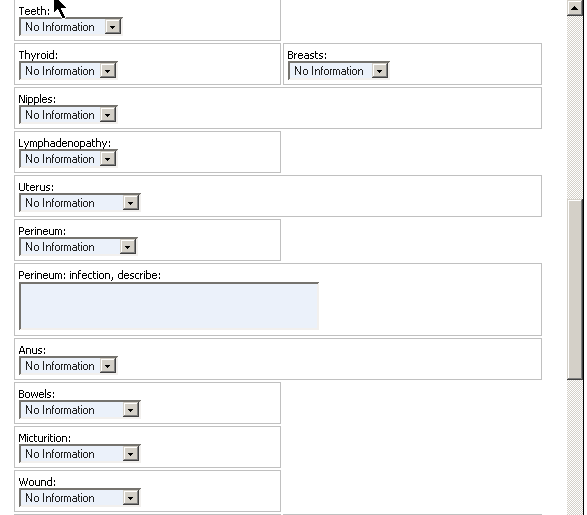 Teeth:
No Information
Thyroid:
Breasts:
No Information
No Information
Nipples:
No Information
Lymphadenopathy:
No Information
Uterus:
No Information
Perineum:
No Information
Perineum: infection, describe:
Anus:
No Information
Bowels:
No Information
Micturition:
No Information
Wound:
No Information